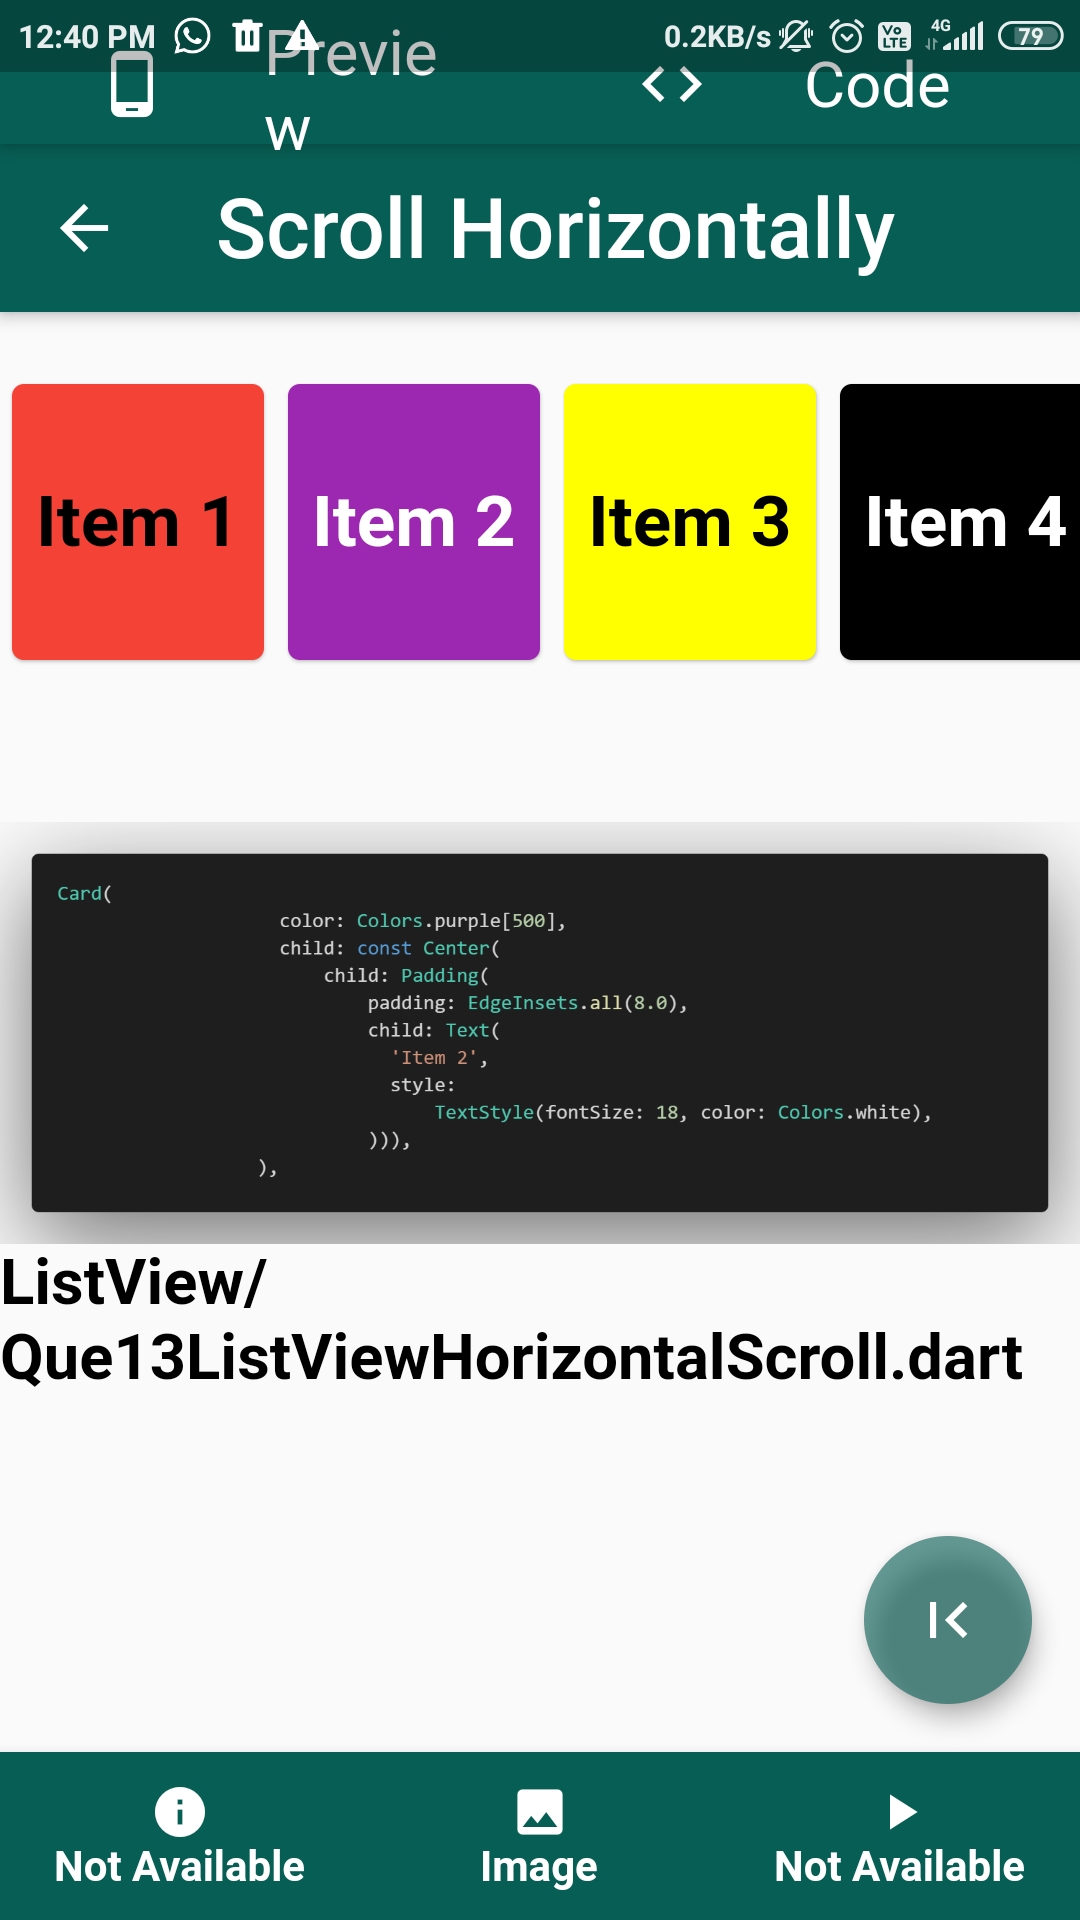 12:40 PM 0.2KB/s Vo LTE 4G 79
Previe
w
Code
Scroll Horizontally
Item 1 Item 2 Item 3 Item 4
Card(
color: Colors.purple[500],
child: const Center(
child: Padding(
padding: EdgeInsets.all(8.0),
child: Text(
'Item 2',
style:
TextStyle(fontSize: 18, color: Colors.white),
))),
),
ListView/
Que13ListViewHorizontalScroll.dart
Not Available Image Not Available